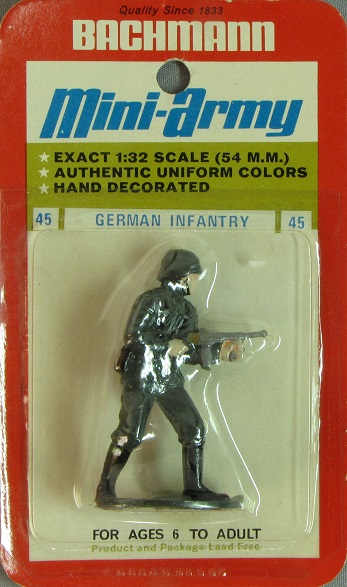 Quality Since 1833
BACHMANN
Mini-Army
★ EXACT 1:32 SCALE (54 M.M.)
★ AUTHENTIC UNIFORM COLORS
★ HAND DECORATED
45 GERMAN INFANTRY 45
FOR AGES 6 TO ADULT
Product and Package Lead Free